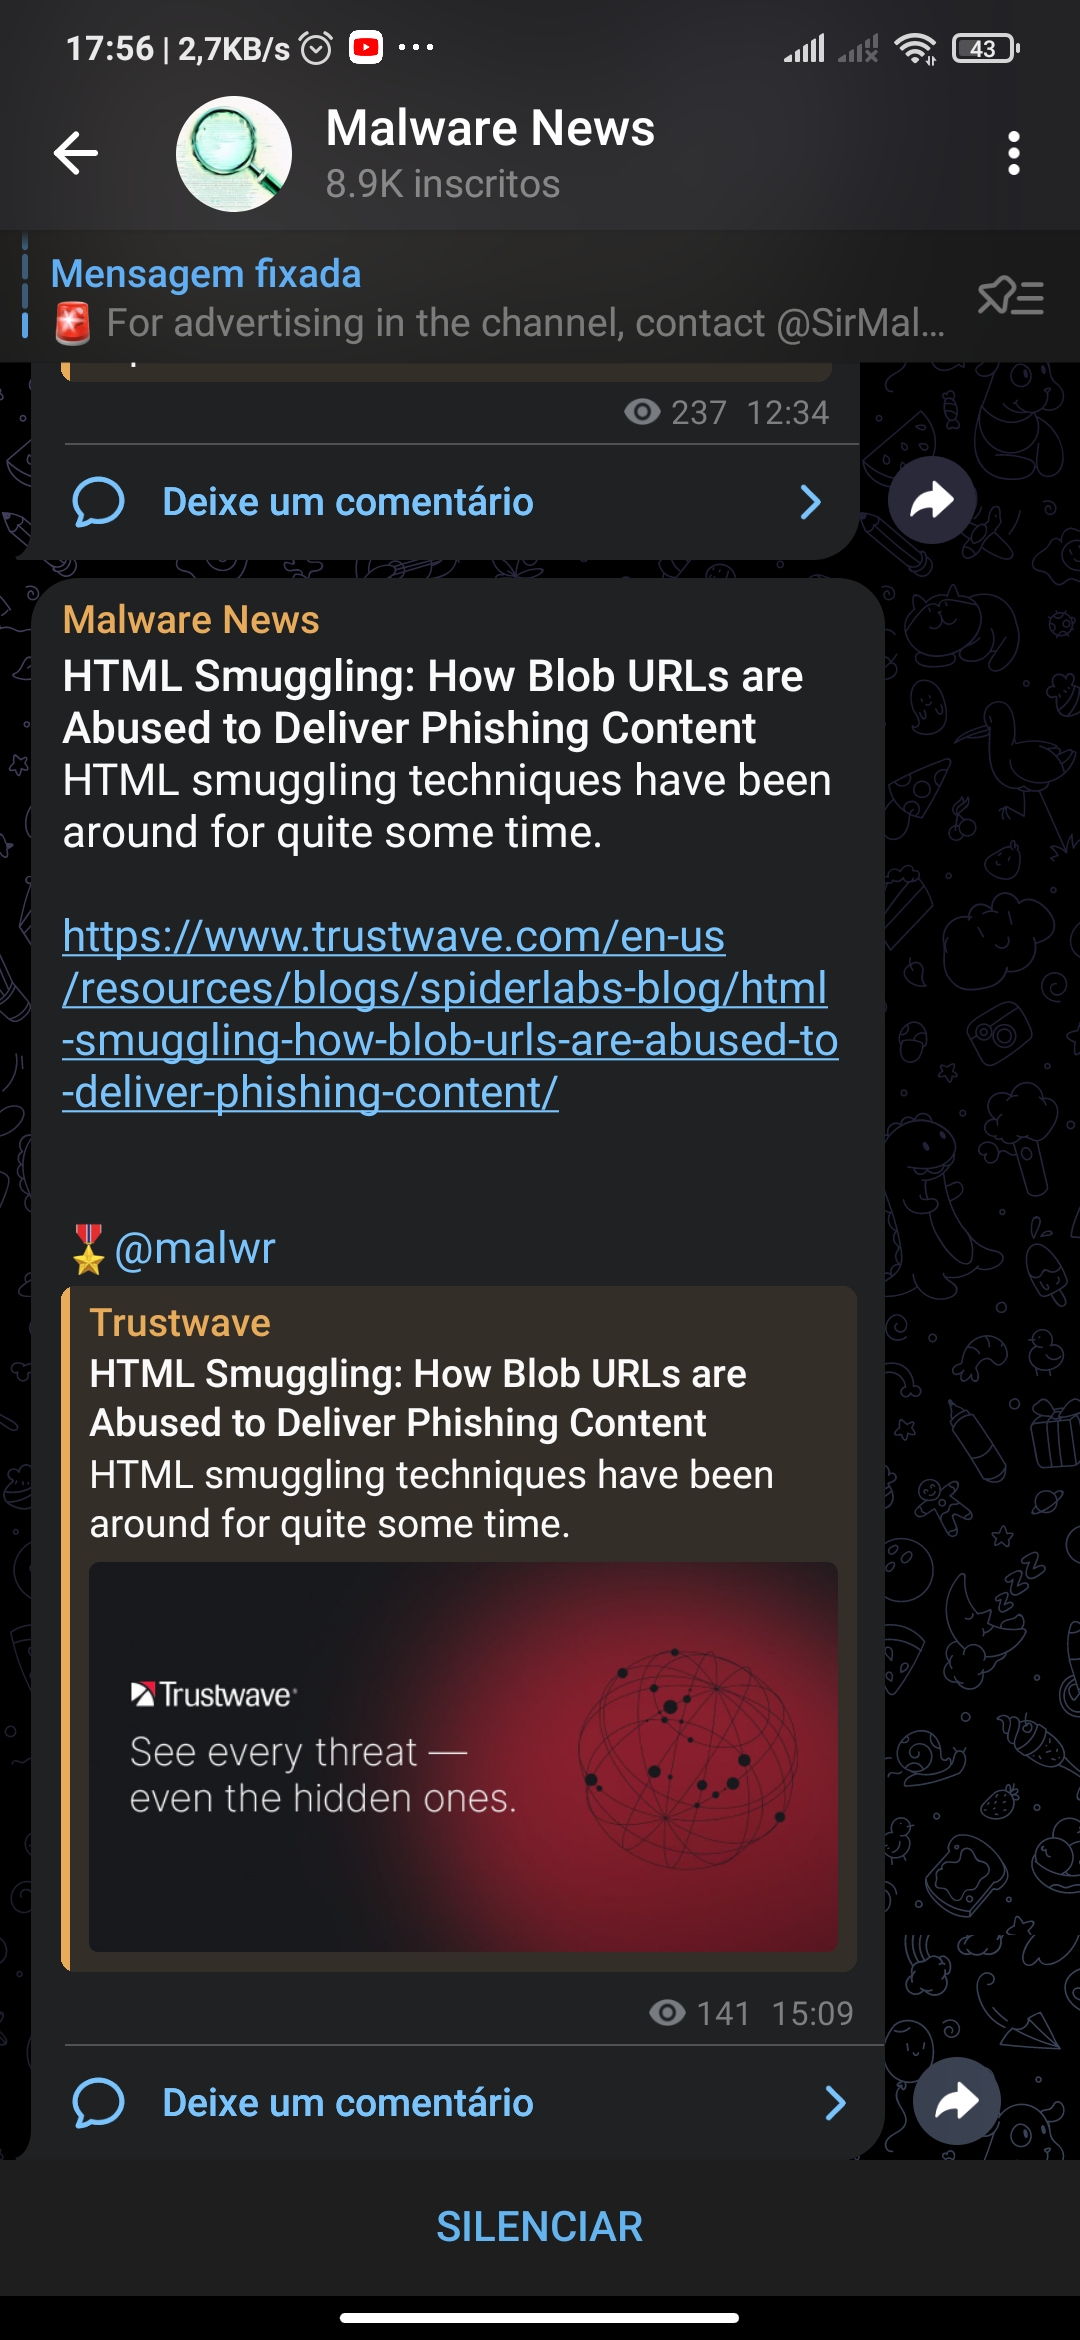 17:56 | 2,7KB/s
43
Malware News
8.9K inscritos
Mensagem fixada
🚨 For advertising in the channel, contact @SirMal...
237 12:34
Deixe um comentário
Malware News
HTML Smuggling: How Blob URLs are
Abused to Deliver Phishing Content
HTML smuggling techniques have been
around for quite some time.
https://www.trustwave.com/en-us
/resources/blogs/spiderlabs-blog/html
-smuggling-how-blob-urls-are-abused-to
-deliver-phishing-content/
🎖@malwr
Trustwave
HTML Smuggling: How Blob URLs are
Abused to Deliver Phishing Content
HTML smuggling techniques have been
around for quite some time.
Trustwave
See every threat —
even the hidden ones.
141 15:09
Deixe um comentário
SILENCIAR